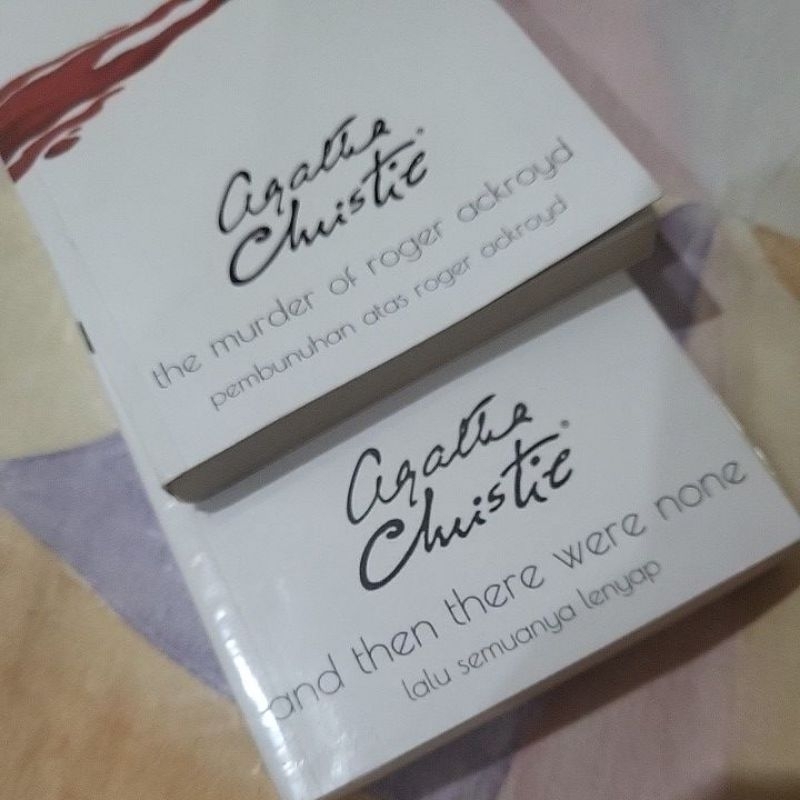 Agatha
Christie®
the murder of roger ackroyd
pembunuhan atas roger ackroyd
Agatha
Christie®
and then there were none
lalu semuanya lenyap